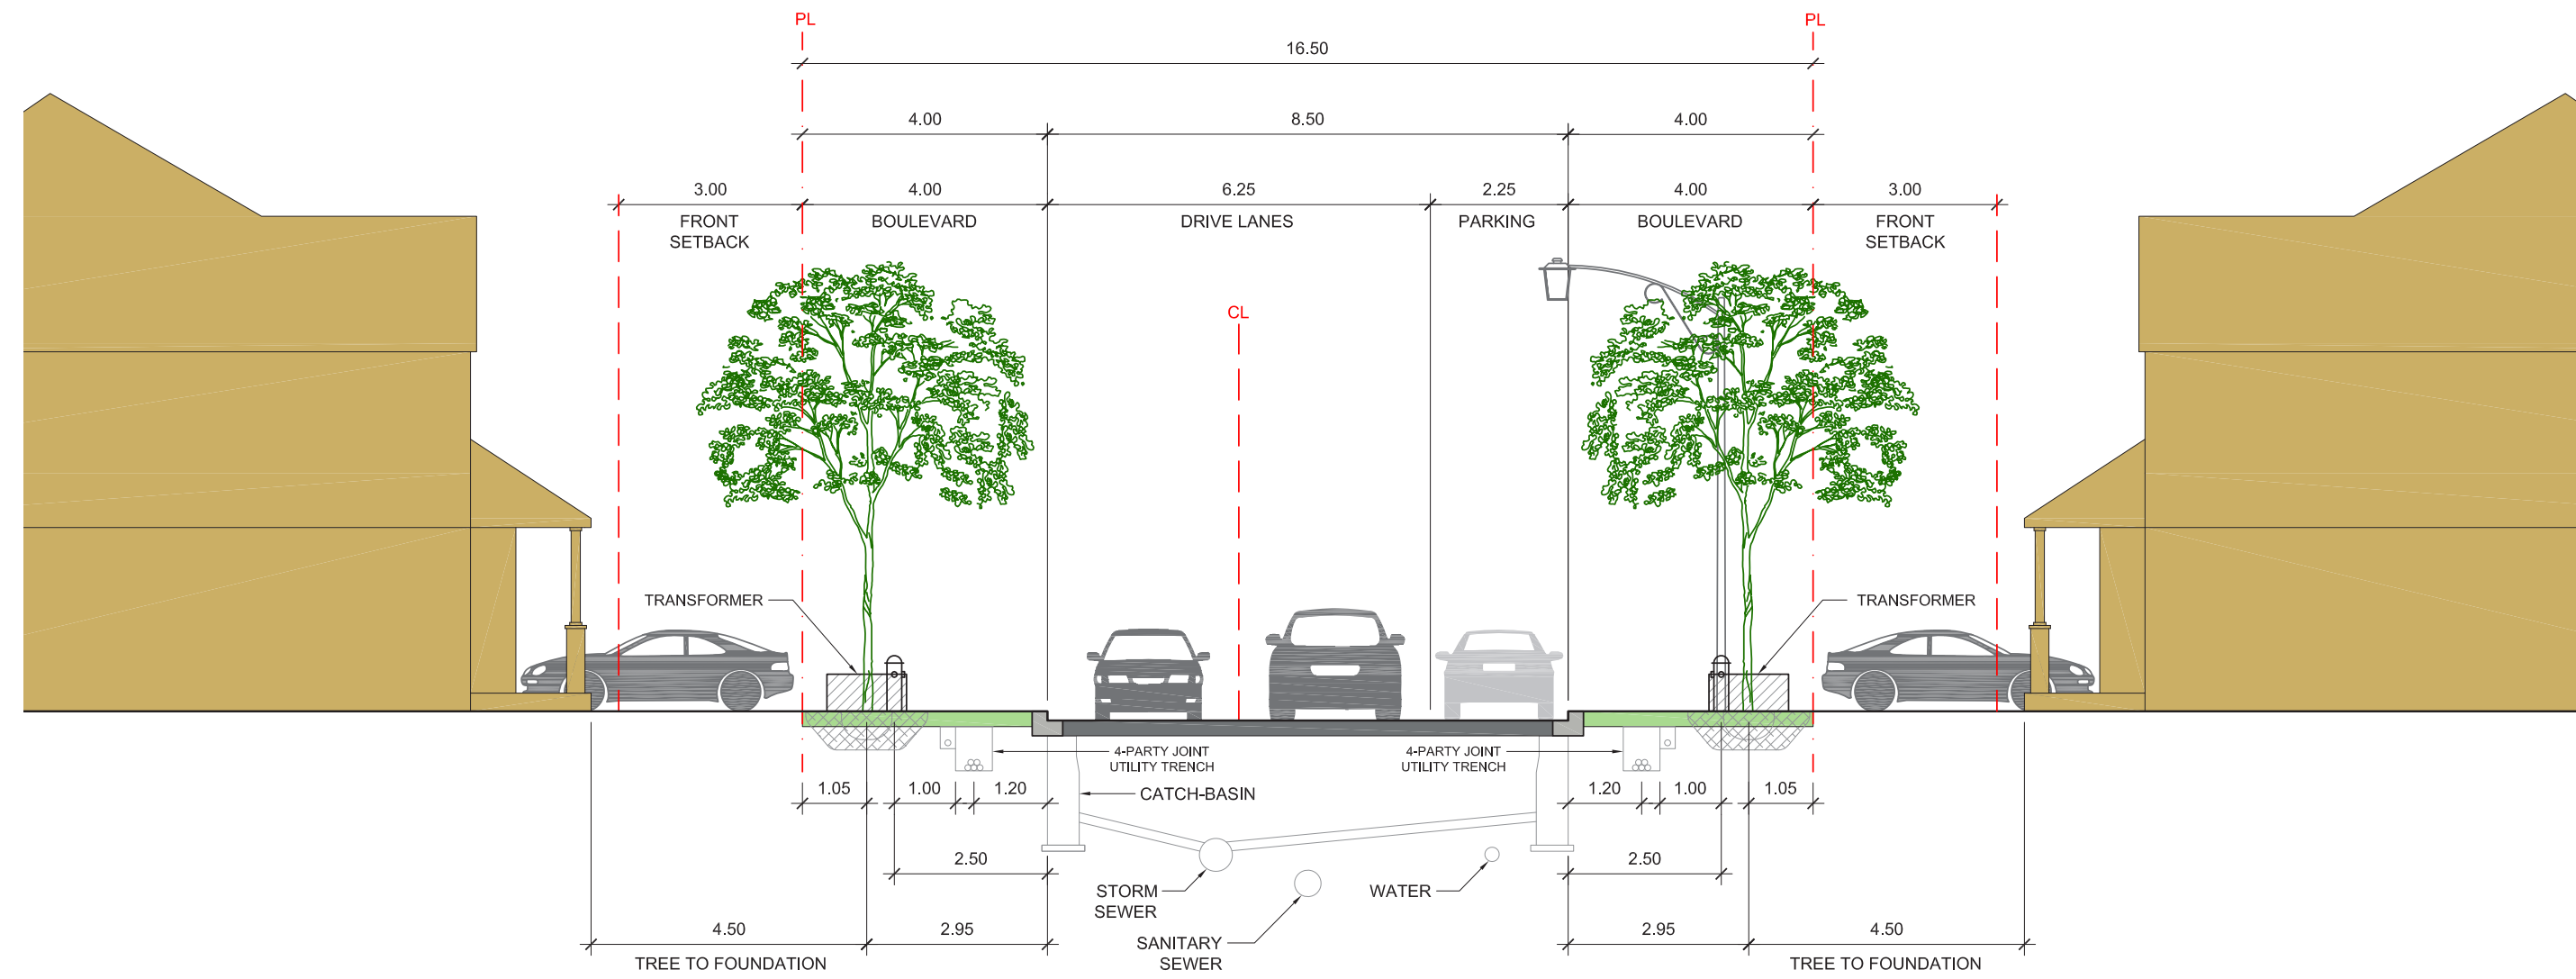 PL
PL
16.50
4.00
8.50
4.00
3.00
4.00
6.25
2.25
4.00
3.00
FRONT
SETBACK
BOULEVARD
DRIVE LANES
PARKING
BOULEVARD
FRONT
SETBACK
CL
TRANSFORMER
TRANSFORMER
4-PARTY JOINT
UTILITY TRENCH
4-PARTY JOINT
UTILITY TRENCH
1.05
1.00
1.20
CATCH-BASIN
1.20
1.00
1.05
2.50
2.50
STORM
SEWER
WATER
4.50
2.95
SANITARY
SEWER
2.95
4.50
TREE TO FOUNDATION
TREE TO FOUNDATION